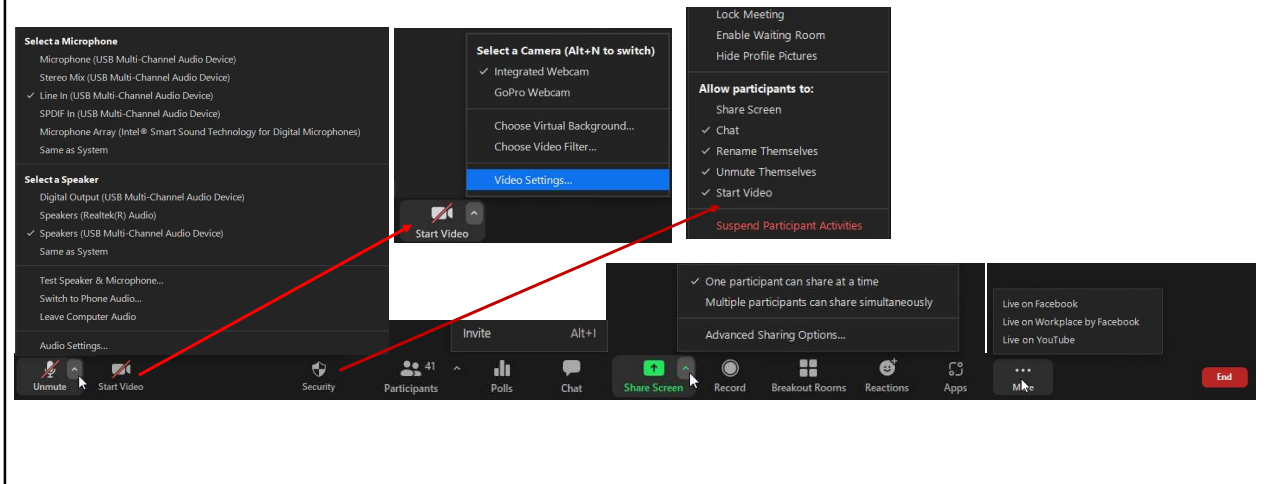 Select a Microphone
Microphone (USB Multi-Channel Audio Device)
Stereo Mix (USB Multi-Channel Audio Device)
Line In (USB Multi-Channel Audio Device)
SPDIF In (USB Multi-Channel Audio Device)
Microphone Array (Intel® Smart Sound Technology for Digital Microphones)
Same as System
Select a Speaker
Digital Output (USB Multi-Channel Audio Device)
Speakers (Realtek(R) Audio)
Speakers (USB Multi-Channel Audio Device)
Same as System
Test Speaker & Microphone...
Switch to Phone Audio...
Leave Computer Audio
Audio Settings...
Select a Camera (Alt+N to switch)
Integrated Webcam
GoPro Webcam
Choose Virtual Background...
Choose Video Filter...
Video Settings...
Start Video
Lock Meeting
Enable Waiting Room
Hide Profile Pictures
Allow participants to:
Share Screen
Chat
Rename Themselves
Unmute Themselves
Start Video
Suspend Participant Activities
Invite Alt+I
One participant can share at a time
Multiple participants can share simultaneously
Advanced Sharing Options...
Live on Facebook
Live on Workplace by Facebook
Live on YouTube
41
Unmute Start Video Security Participants Polls Chat Share Screen Record Breakout Rooms Reactions Apps More End